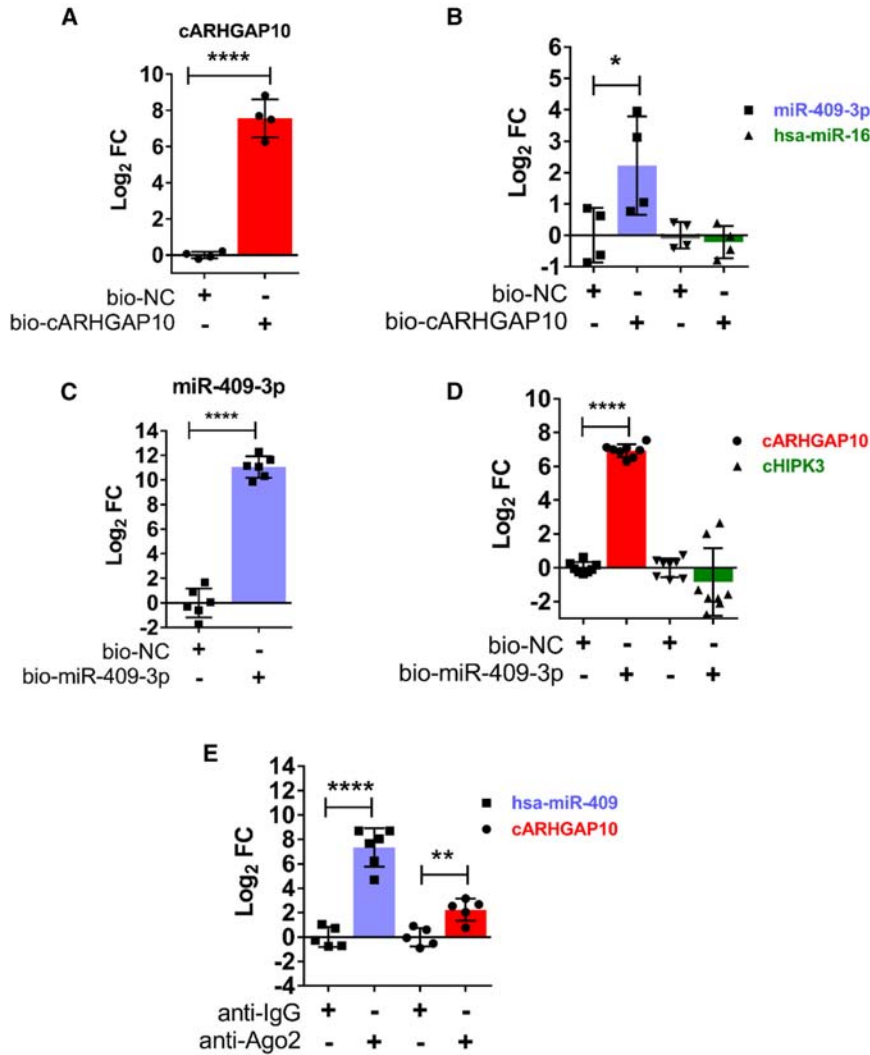 A
cARHGAP10
****
10
8
6
4
2
0
Log2 FC
bio-NC + -
bio-cARHGAP10 - +
B
*
6
5
4
3
2
1
0
-1
Log2 FC
miR-409-3p
hsa-miR-16
bio-NC + - + -
bio-cARHGAP10 - + - +
C
miR-409-3p
****
14
12
10
8
6
4
2
0
-2
Log2 FC
bio-NC + -
bio-miR-409-3p - +
D
****
10
8
6
4
2
0
-2
Log2 FC
cARHGAP10
cHIPK3
bio-NC + - + -
bio-miR-409-3p - + - +
E
****
**
14
12
10
8
6
4
2
0
-2
-4
Log2 FC
hsa-miR-409
cARHGAP10
anti-IgG + - + -
anti-Ago2 - + - +